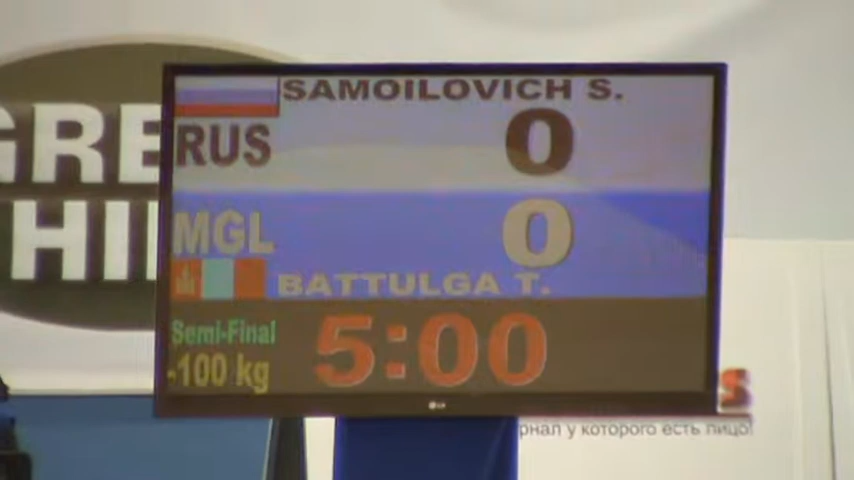 SAMOILOVICH S.
RUS 0
MGL 0
BATTULGA T.
Semi-Final
-100 kg
5:00
LG
GRE
HI
рнал у которого есть лицо!